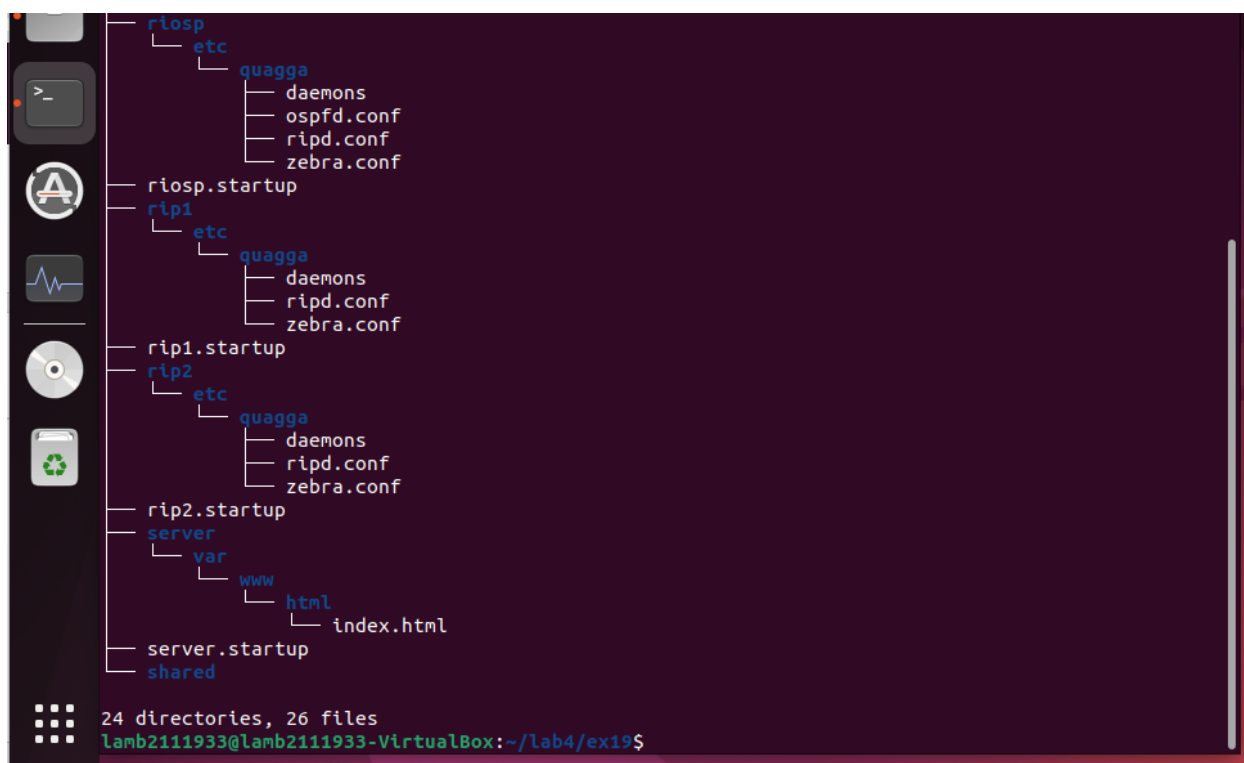 >_
├── riosp
│   └── etc
│       └── quagga
│           ├── daemons
│           ├── ospfd.conf
│           ├── ripd.conf
│           └── zebra.conf
├── riosp.startup
├── rip1
│   └── etc
│       └── quagga
│           ├── daemons
│           ├── ripd.conf
│           └── zebra.conf
├── rip1.startup
├── rip2
│   └── etc
│       └── quagga
│           ├── daemons
│           ├── ripd.conf
│           └── zebra.conf
├── rip2.startup
├── server
│   └── var
│       └── www
│           └── html
│               └── index.html
├── server.startup
└── shared
24 directories, 26 files
lamb2111933@lamb2111933-VirtualBox:~/lab4/ex19$